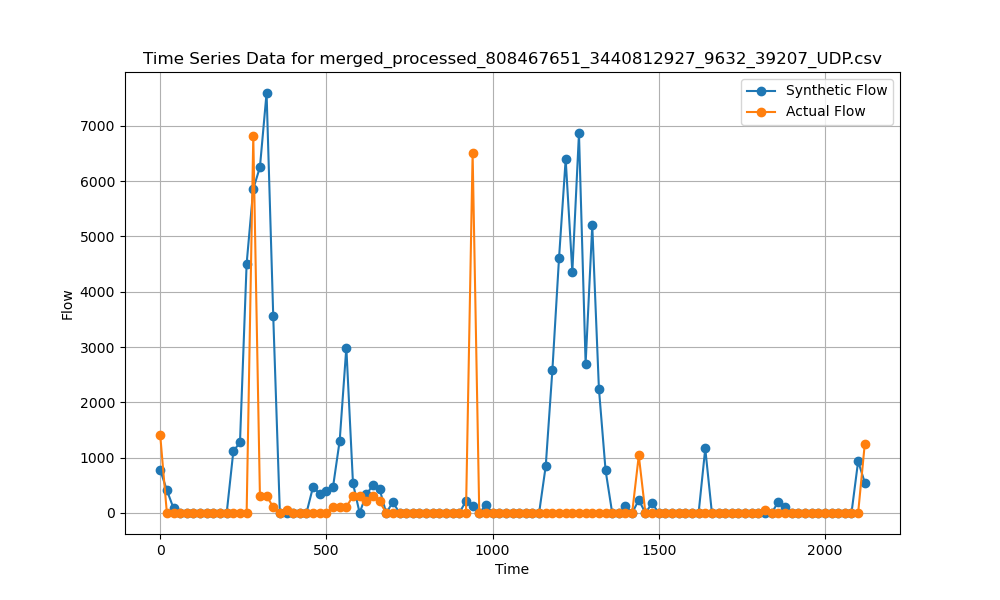 Time Series Data for merged_processed_808467651_3440812927_9632_39207_UDP.csv
Synthetic Flow
Actual Flow
7000
6000
5000
4000
3000
2000
1000
0
Flow
0 500 1000 1500 2000
Time